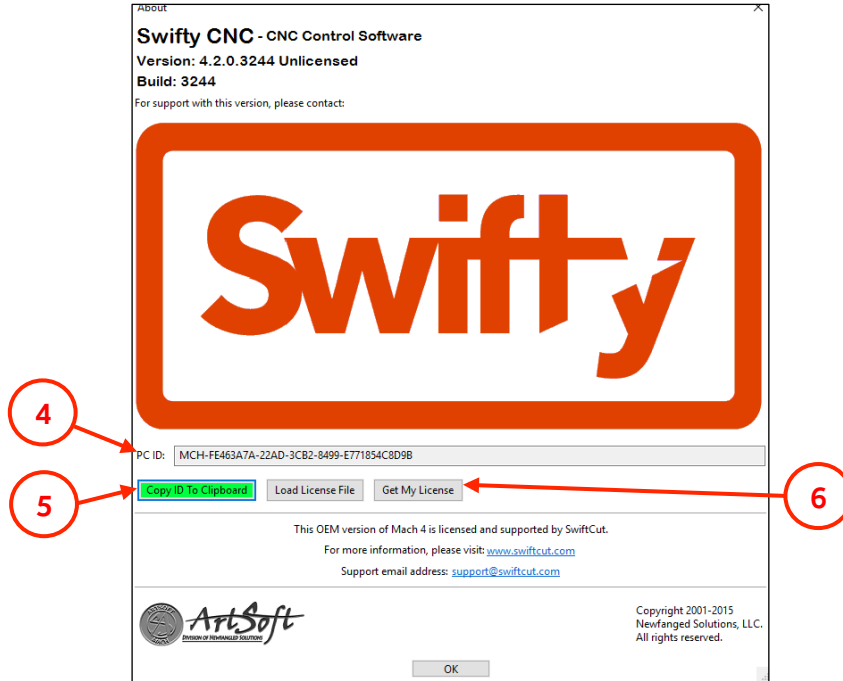 About
Swifty CNC - CNC Control Software
Version: 4.2.0.3244 Unlicensed
Build: 3244
For support with this version, please contact:
Swifty
4
PC ID: MCH-FE463A7A-22AD-3CB2-8499-E771854C8D9B
5
Copy ID To Clipboard Load License File Get My License
6
This OEM version of Mach 4 is licensed and supported by SwiftCut.
For more information, please visit: www.swiftcut.com
Support email address: support@swiftcut.com
ArtSoft
DIVISION OF NEWFANGLED SOLUTIONS
Copyright 2001-2015
Newfanged Solutions, LLC.
All rights reserved.
OK